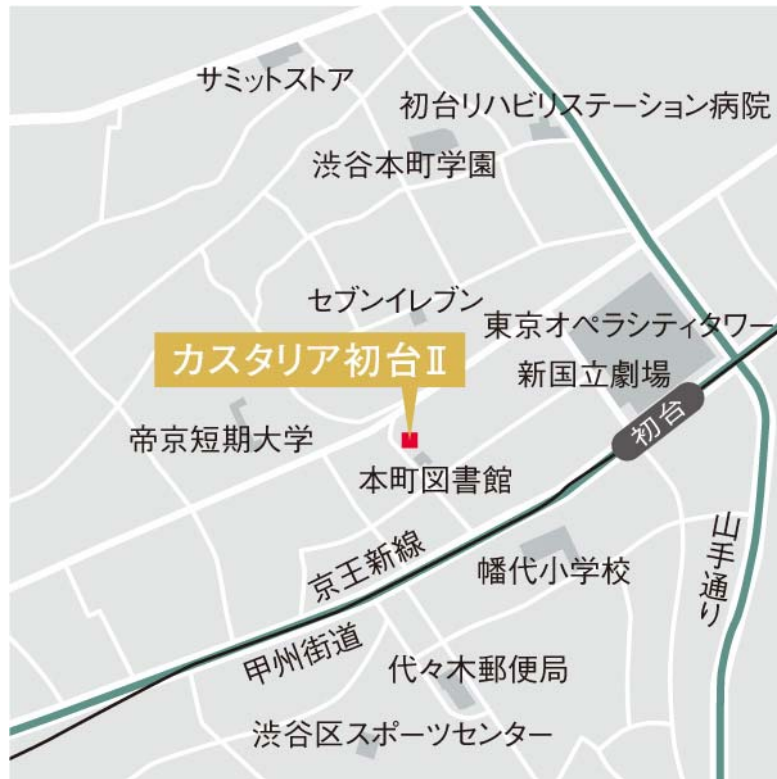 サミットストア
初台リハビリステーション病院
渋谷本町学園
セブンイレブン
東京オペラシティタワー
カスタリア初台Ⅱ
新国立劇場
初台
帝京短期大学
本町図書館
山手通り
京王新線
幡代小学校
甲州街道
代々木郵便局
渋谷区スポーツセンター